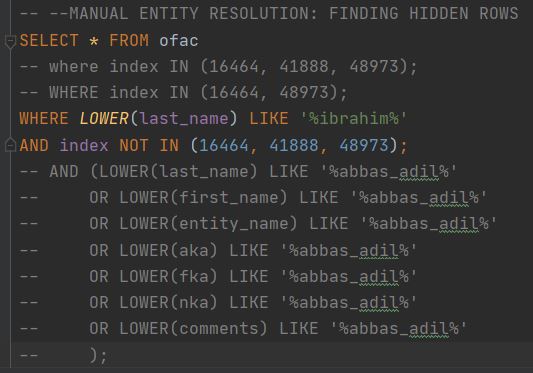 -- --MANUAL ENTITY RESOLUTION: FINDING HIDDEN ROWS
SELECT * FROM ofac
-- where index IN (16464, 41888, 48973);
-- WHERE index IN (16464, 48973);
WHERE LOWER(last_name) LIKE '%ibrahim%'
AND index NOT IN (16464, 41888, 48973);
-- AND (LOWER(last_name) LIKE '%abbas_adil%'
--     OR LOWER(first_name) LIKE '%abbas_adil%'
--     OR LOWER(entity_name) LIKE '%abbas_adil%'
--     OR LOWER(aka) LIKE '%abbas_adil%'
--     OR LOWER(fka) LIKE '%abbas_adil%'
--     OR LOWER(nka) LIKE '%abbas_adil%'
--     OR LOWER(comments) LIKE '%abbas_adil%'
--     );